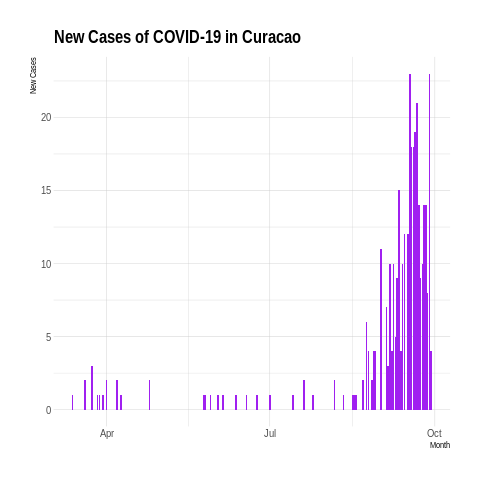 New Cases of COVID-19 in Curacao
New Cases
20
15
10
5
0
Apr
Jul
Oct
Month